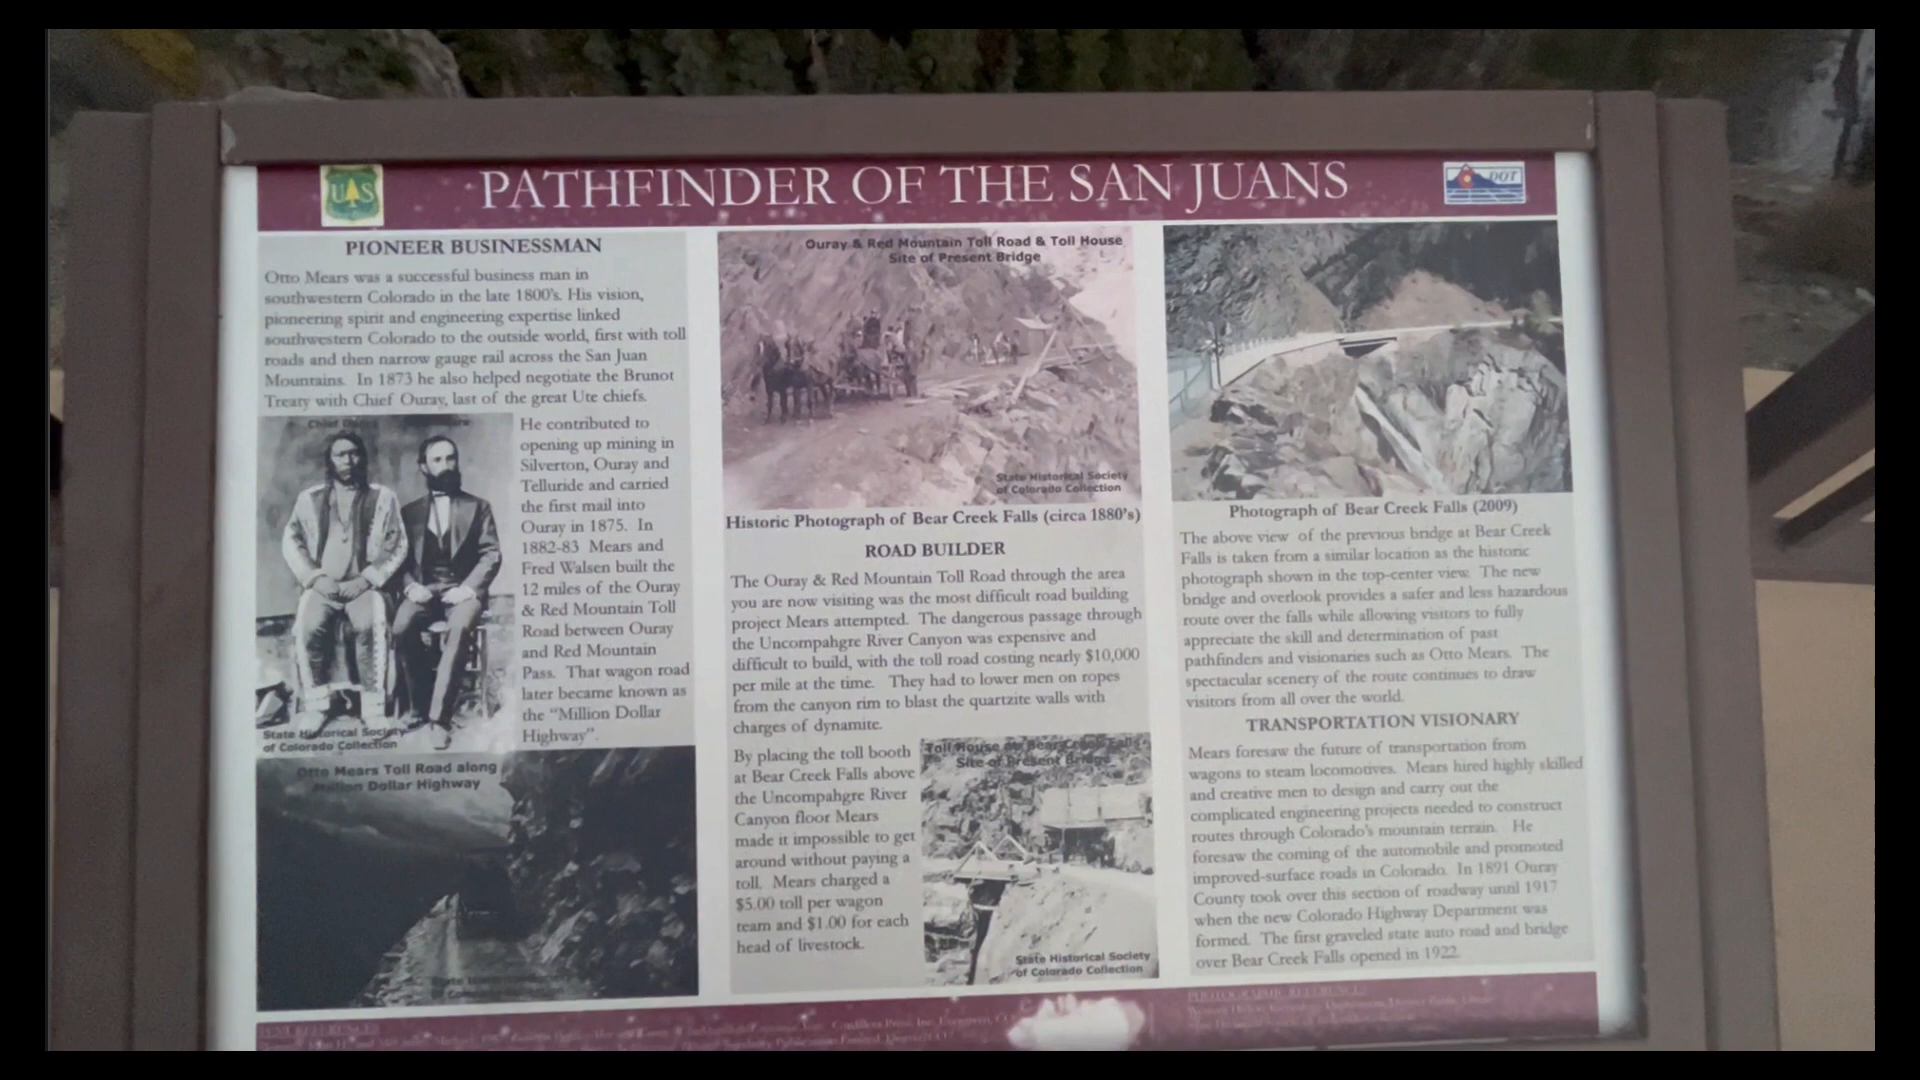 PATHFINDER OF THE SAN JUANS
UAS
DOT
PIONEER BUSINESSMAN
Otto Mears was a successful business man in
southwestern Colorado in the late 1800's. His vision,
pioneering spirit and engineering expertise linked
southwestern Colorado to the outside world, first with toll
roads and then narrow gauge rail across the San Juan
Mountains. In 1873 he also helped negotiate the Brunot
Treaty with Chief Ouray, last of the great Ute chiefs.
He contributed to
opening up mining in
Silverton, Ouray and
Telluride and carried
the first mail into
Ouray in 1875. In
1882-83 Mears and
Fred Walsen built the
12 miles of the Ouray
& Red Mountain Toll
Road between Ouray
and Red Mountain
Pass. That wagon road
later became known as
the "Million Dollar
Highway".
State Historical Society
of Colorado Collection
Otto Mears Toll Road along
Million Dollar Highway
Ouray & Red Mountain Toll Road & Toll House
Site of Present Bridge
State Historical Society
of Colorado Collection
Historic Photograph of Bear Creek Falls (circa 1880's)
ROAD BUILDER
The Ouray & Red Mountain Toll Road through the area
you are now visiting was the most difficult road building
project Mears attempted. The dangerous passage through
the Uncompahgre River Canyon was expensive and
difficult to build, with the toll road costing nearly $10,000
per mile at the time. They had to lower men on ropes
from the canyon rim to blast the quartzite walls with
charges of dynamite.
By placing the toll booth
at Bear Creek Falls above
the Uncompahgre River
Canyon floor Mears
made it impossible to get
around without paying a
toll. Mears charged a
$5.00 toll per wagon
team and $1.00 for each
head of livestock.
Toll House at Bear Creek Falls
Site of Present Bridge
State Historical Society
of Colorado Collection
Photograph of Bear Creek Falls (2009)
The above view of the previous bridge at Bear Creek
Falls is taken from a similar location as the historic
photograph shown in the top-center view. The new
bridge and overlook provides a safer and less hazardous
route over the falls while allowing visitors to fully
appreciate the skill and determination of past
pathfinders and visionaries such as Otto Mears. The
spectacular scenery of the route continues to draw
visitors from all over the world.
TRANSPORTATION VISIONARY
Mears foresaw the future of transportation from
wagons to steam locomotives. Mears hired highly skilled
and creative men to design and carry out the
complicated engineering projects needed to construct
routes through Colorado's mountain terrain. He
foresaw the coming of the automobile and promoted
improved-surface roads in Colorado. In 1891 Ouray
County took over this section of roadway until 1917
when the new Colorado Highway Department was
formed. The first graveled state auto road and bridge
over Bear Creek Falls opened in 1922.